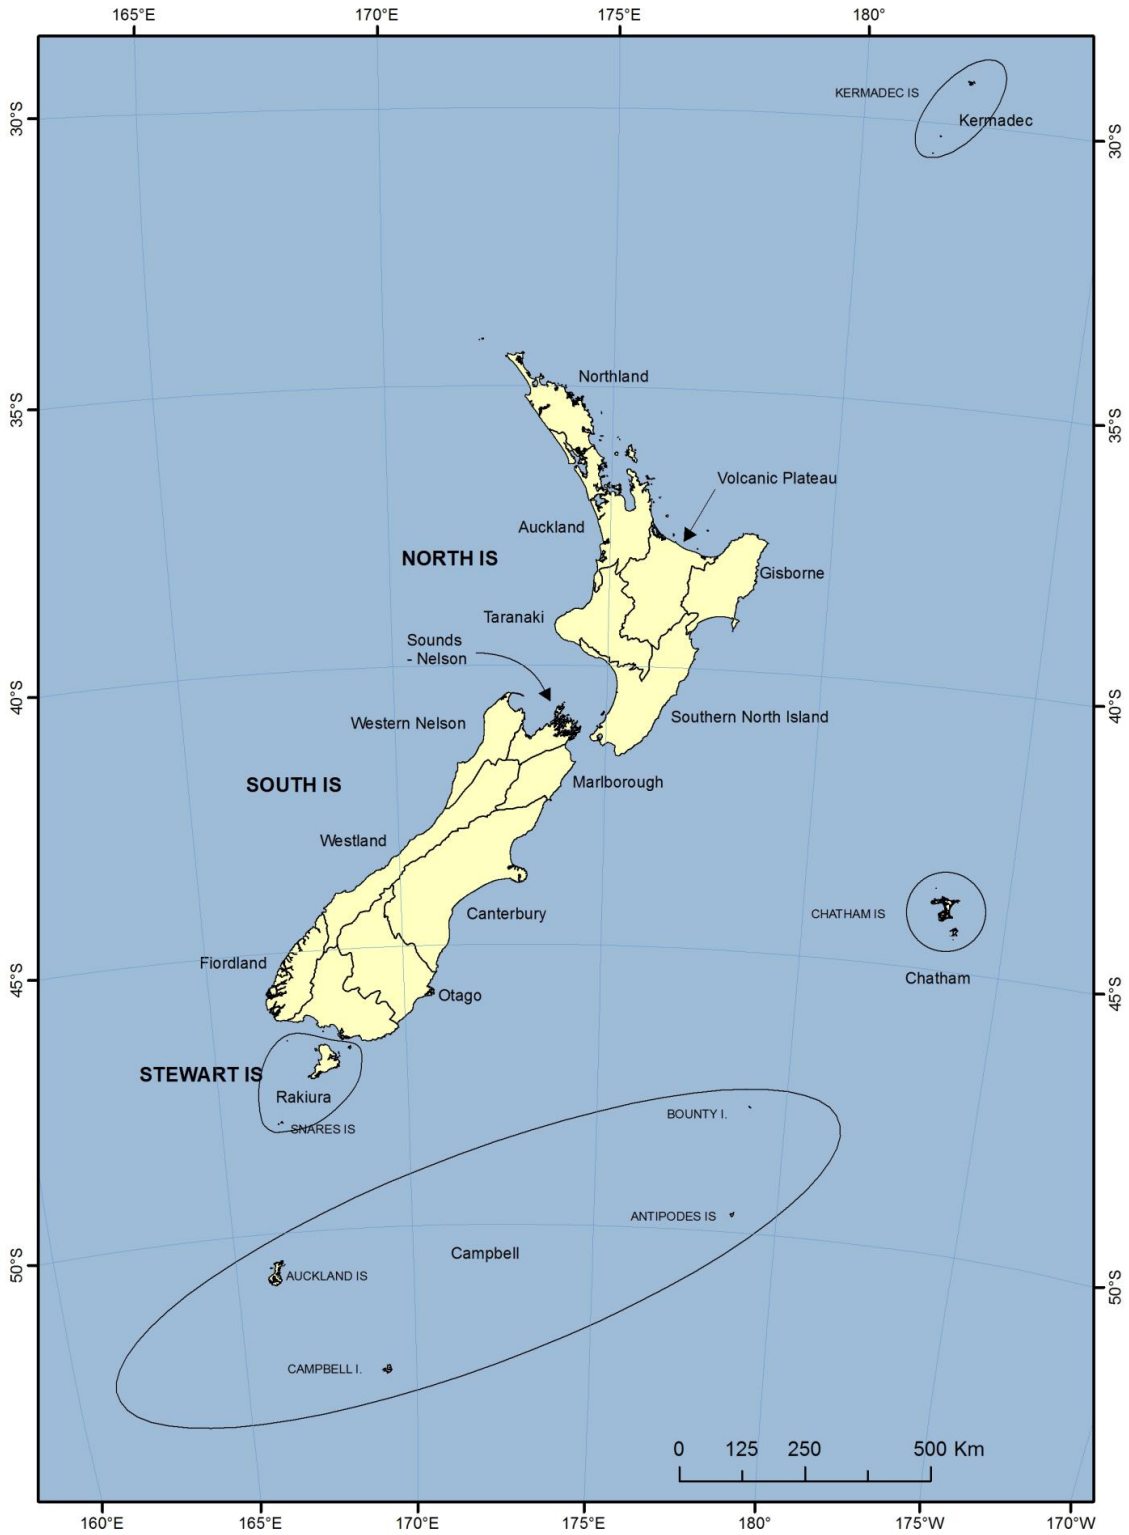 165°E
170°E
175°E
180°
KERMADEC IS
Kermadec
30°S
30°S
Northland
35°S
35°S
Volcanic Plateau
Auckland
NORTH IS
Gisborne
Taranaki
Sounds
- Nelson
40°S
40°S
Western Nelson
Southern North Island
SOUTH IS
Marlborough
Westland
Canterbury
CHATHAM IS
Fiordland
Chatham
45°S
45°S
Otago
STEWART IS
Rakiura
SNARES IS
BOUNTY I.
ANTIPODES IS
Campbell
50°S
50°S
AUCKLAND IS
CAMPBELL I.
0 125 250 500 Km
160°E
165°E
170°E
175°E
180°
175°W
170°W